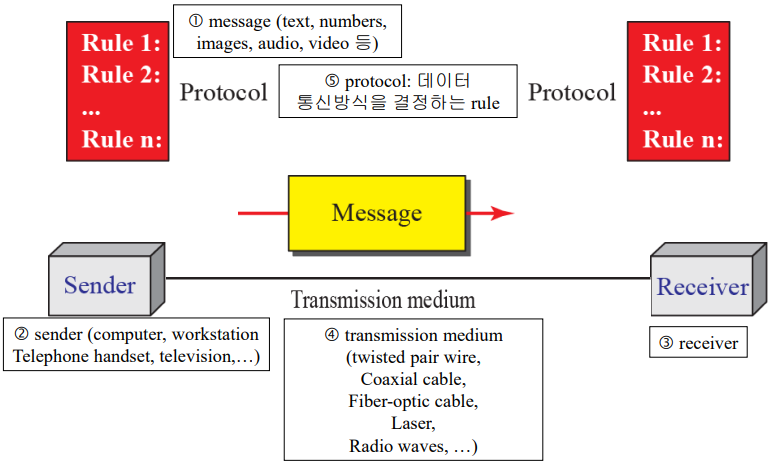 Rule 1:
Rule 2:
...
Rule n:
① message (text, numbers,
images, audio, video 등)
Protocol
⑤ protocol: 데이터
통신방식을 결정하는 rule
Protocol
Rule 1:
Rule 2:
...
Rule n:
Message
Sender
Transmission medium
Receiver
② sender (computer, workstation
Telephone handset, television,…)
④ transmission medium
(twisted pair wire,
Coaxial cable,
Fiber-optic cable,
Laser,
Radio waves, …)
③ receiver